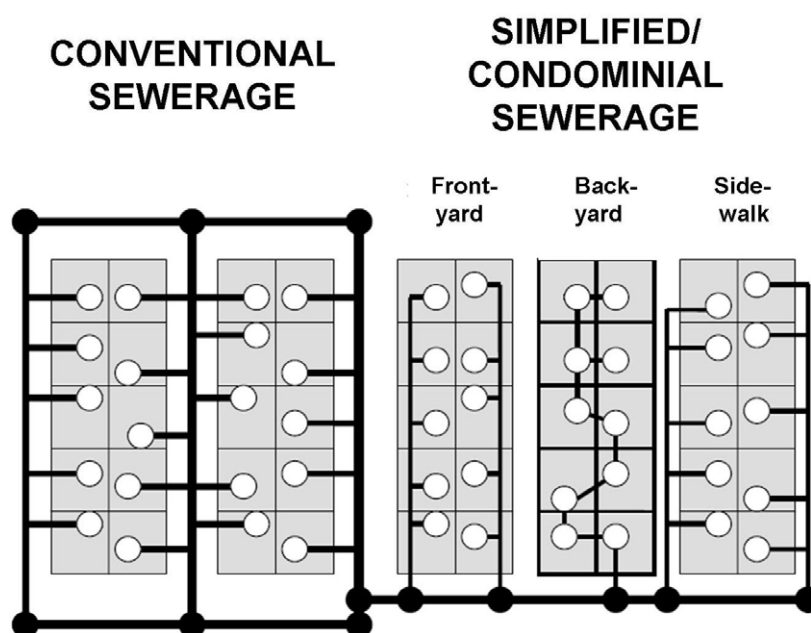 CONVENTIONAL
SEWERAGE
SIMPLIFIED/
CONDOMINIAL
SEWERAGE
Front-
yard
Back-
yard
Side-
walk